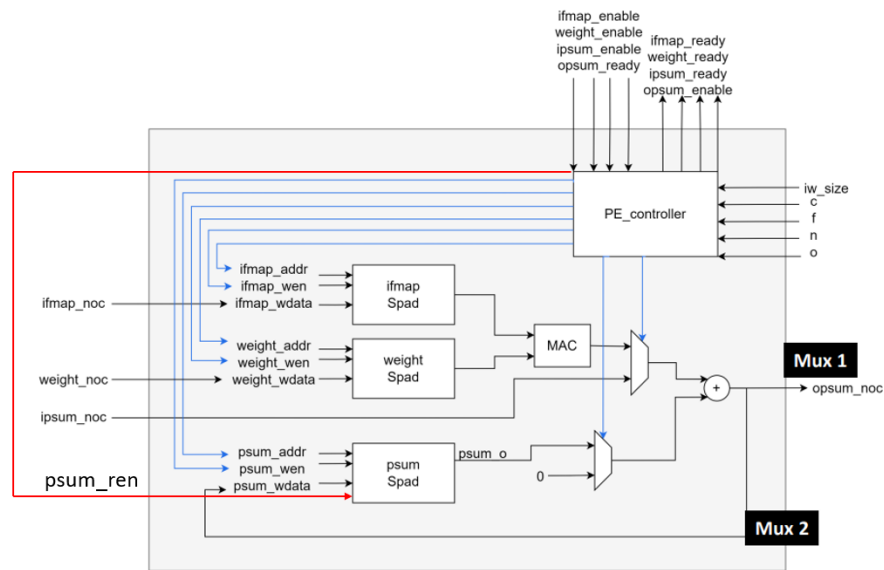 ifmap_enable
weight_enable
ipsum_enable
opsum_ready
ifmap_ready
weight_ready
ipsum_ready
opsum_enable
PE_controller
iw_size
c
f
n
o
ifmap_addr
ifmap_wen
ifmap_wdata
ifmap_noc
ifmap
Spad
weight_addr
weight_wen
weight_wdata
weight_noc
weight
Spad
MAC
Mux 1
opsum_noc
+
ipsum_noc
psum_addr
psum_wen
psum_wdata
psum_ren
psum
Spad
psum_o
0
Mux 2